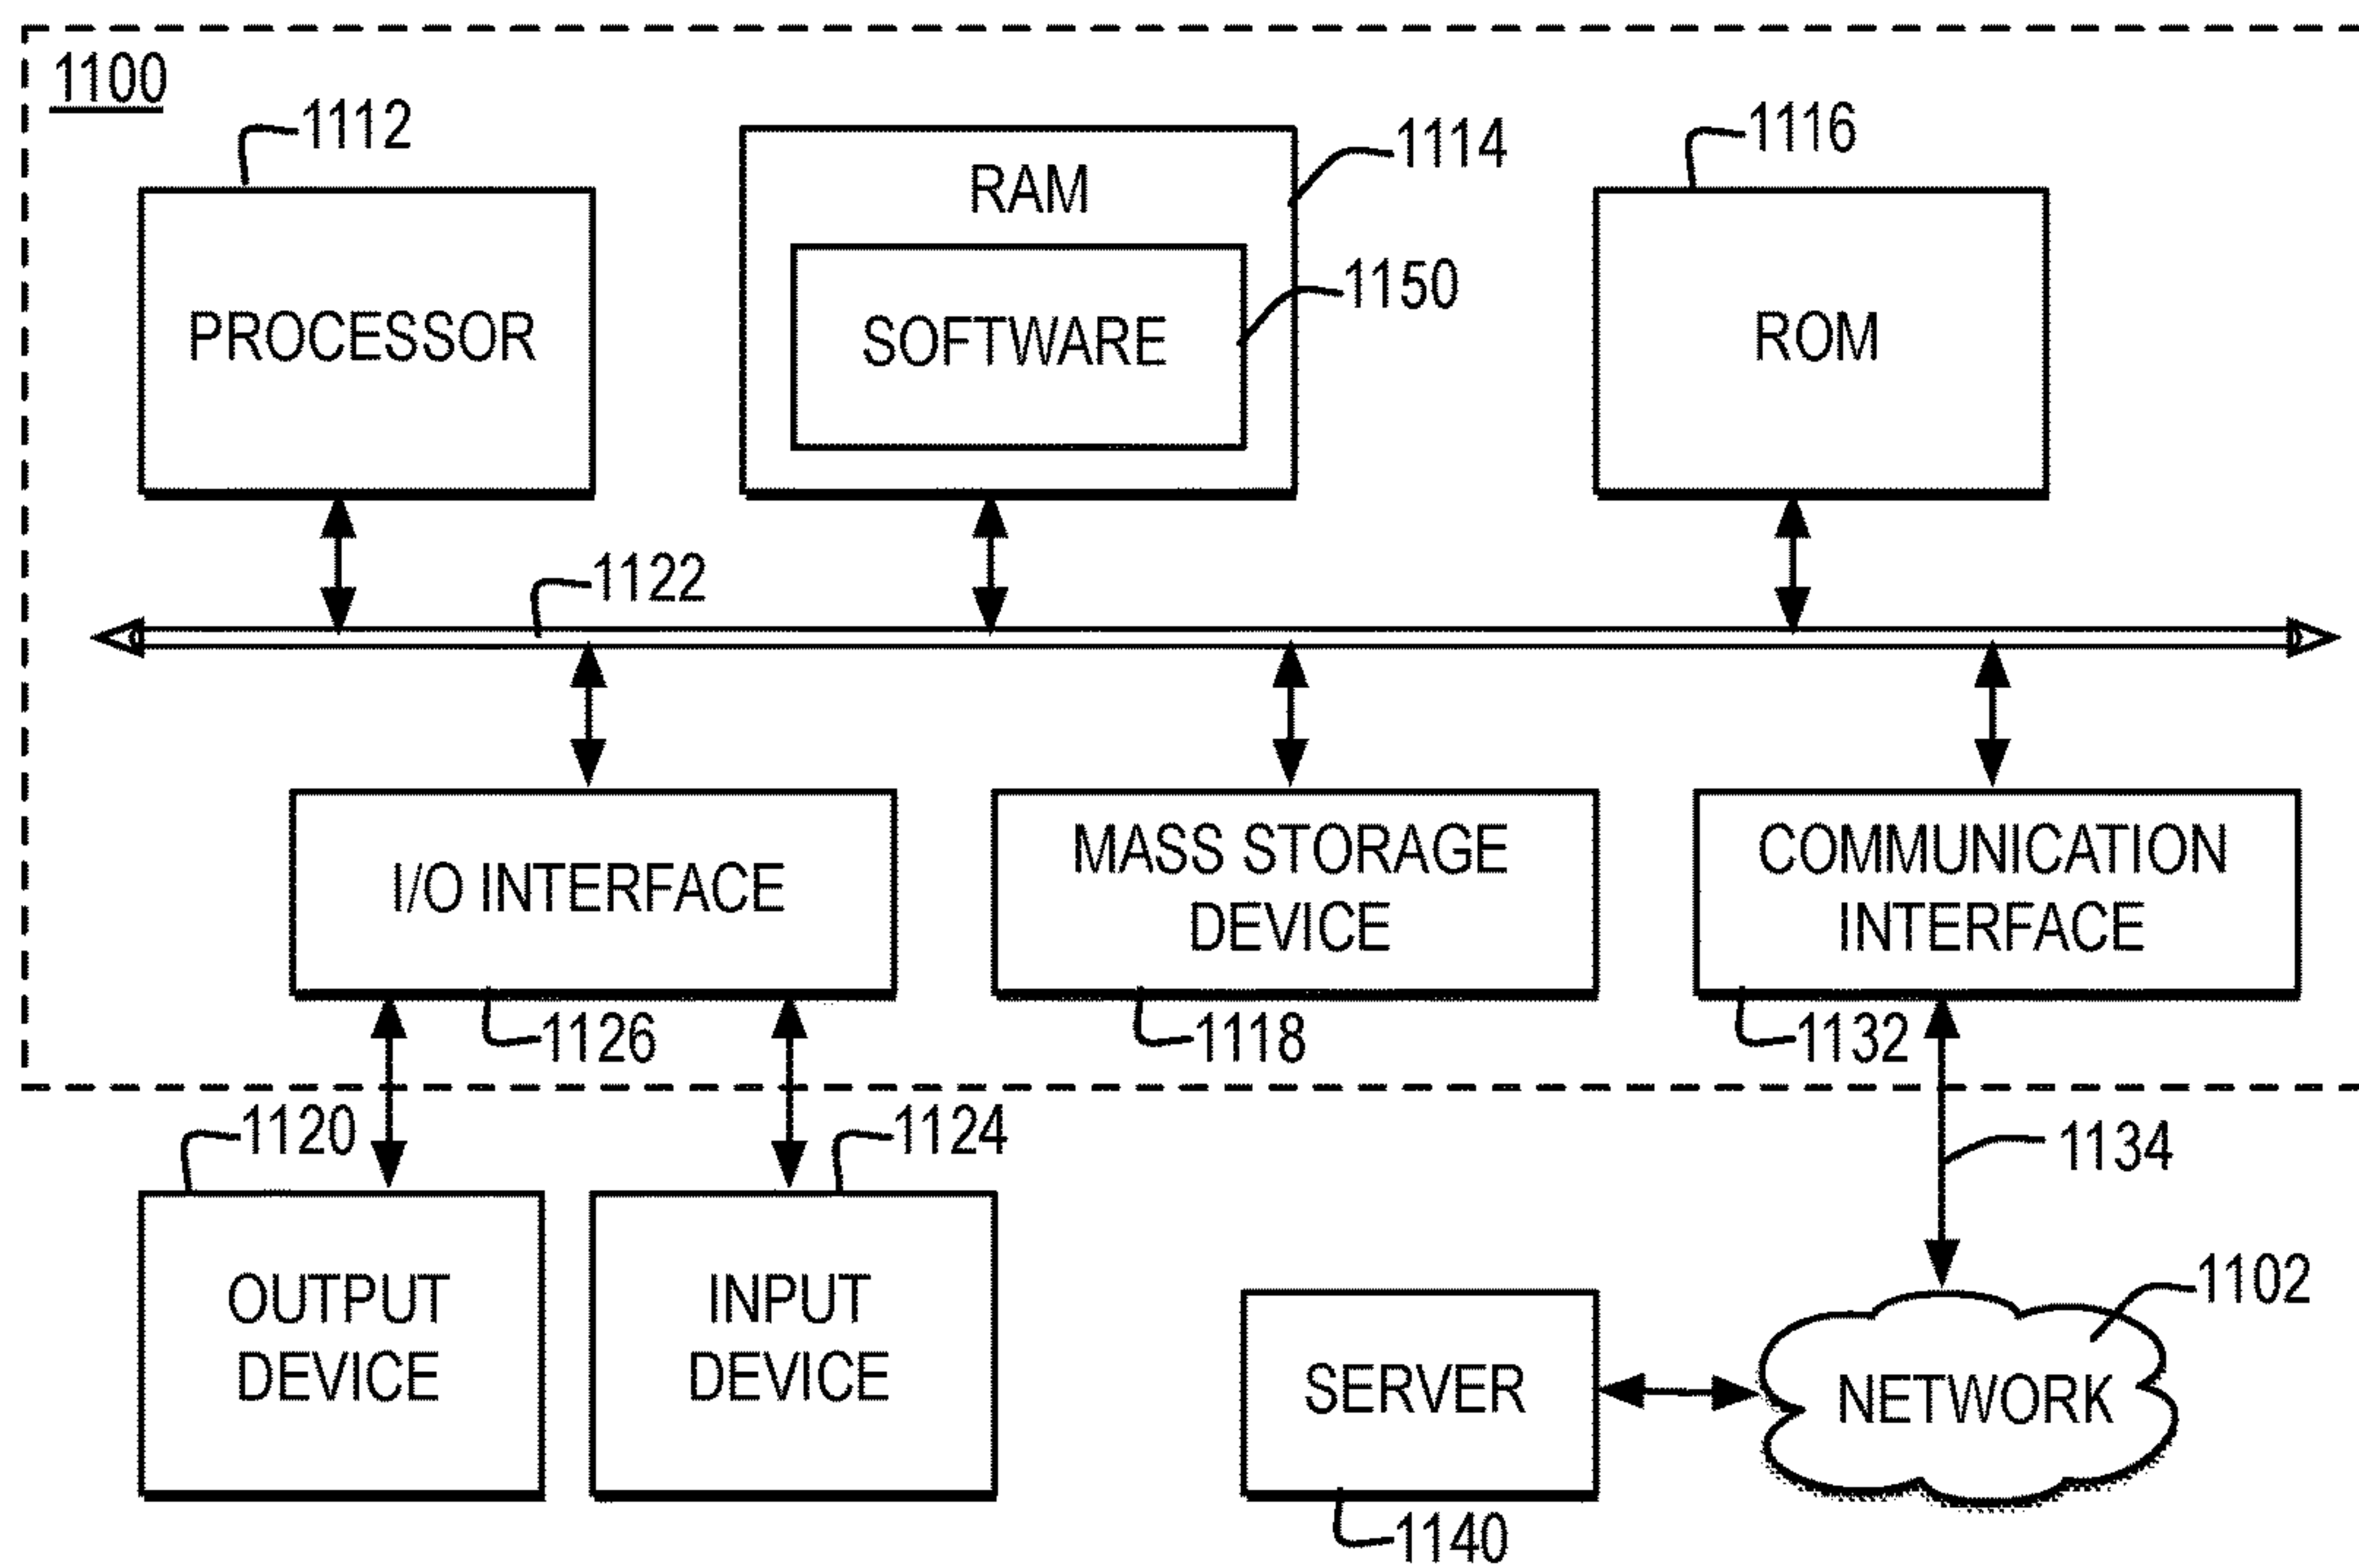 1100
1112
1114
1116
RAM
PROCESSOR
SOFTWARE
1150
ROM
1122
I/O INTERFACE
MASS STORAGE
DEVICE
COMMUNICATION
INTERFACE
1126
1118
1132
1120
1124
1134
OUTPUT
DEVICE
INPUT
DEVICE
1102
SERVER
NETWORK
1140